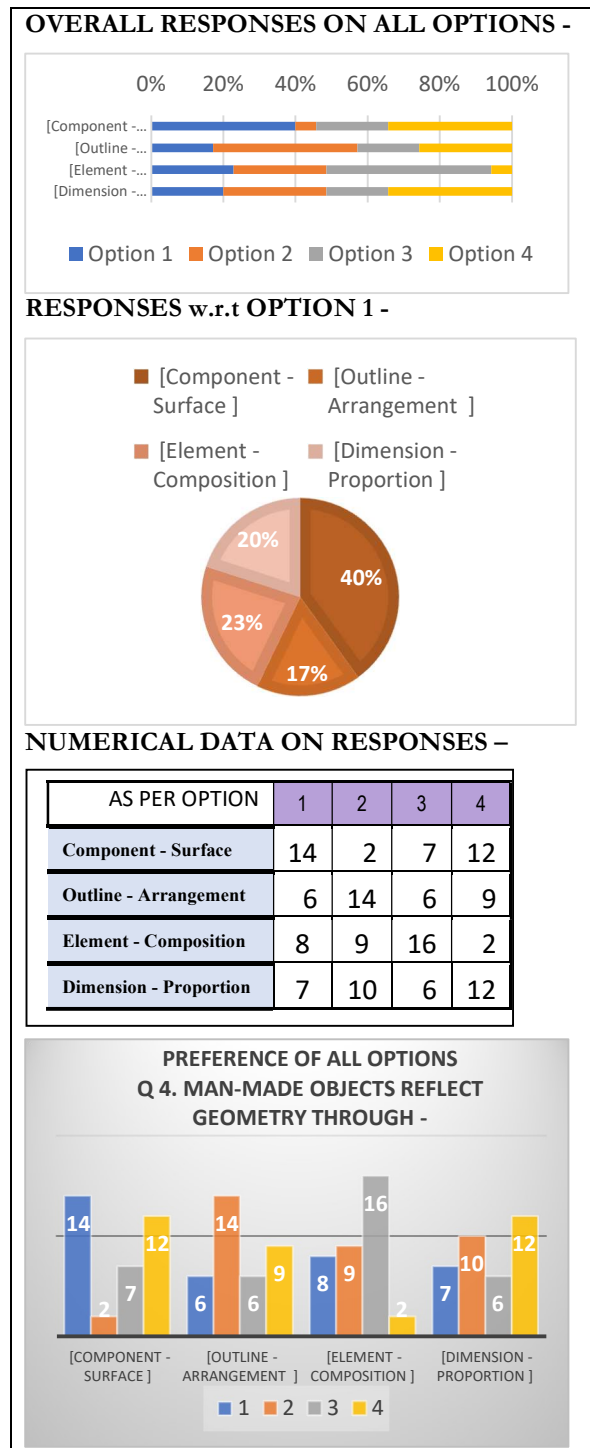 OVERALL RESPONSES ON ALL OPTIONS -
0% 20% 40% 60% 80% 100%
[Component -...
[Outline -...
[Element -...
[Dimension -...
Option 1 Option 2 Option 3 Option 4
RESPONSES w.r.t OPTION 1 -
[Component - Surface ]
[Outline - Arrangement ]
[Element - Composition ]
[Dimension - Proportion ]
20%
40%
23%
17%
NUMERICAL DATA ON RESPONSES –
AS PER OPTION 1 2 3 4
Component - Surface 14 2 7 12
Outline - Arrangement 6 14 6 9
Element - Composition 8 9 16 2
Dimension - Proportion 7 10 6 12
PREFERENCE OF ALL OPTIONS
Q 4. MAN-MADE OBJECTS REFLECT
GEOMETRY THROUGH -
14 2 7 12 6 14 6 9 8 9 16 2 7 10 6 12
[COMPONENT - SURFACE ]
[OUTLINE - ARRANGEMENT ]
[ELEMENT - COMPOSITION ]
[DIMENSION - PROPORTION ]
1 2 3 4